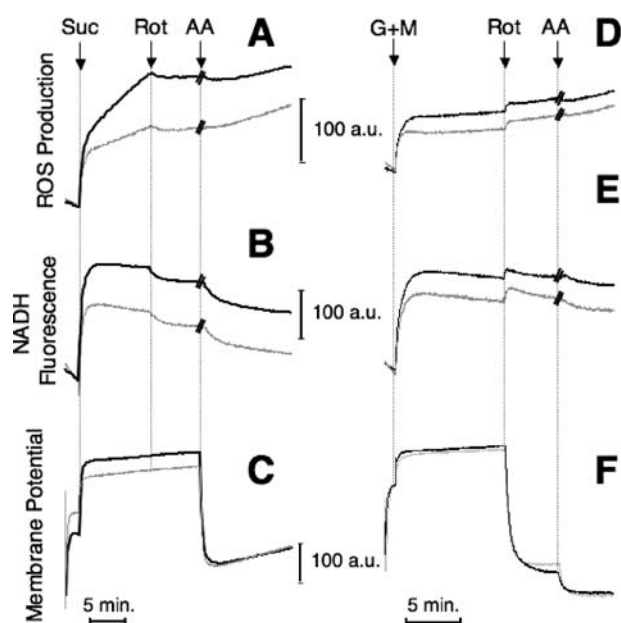 Suc Rot AA A
G+M Rot AA D
ROS Production
100 a.u.
E
B
NADH
Fluorescence
100 a.u.
C
F
Membrane Potential
100 a.u.
5 min.
5 min.